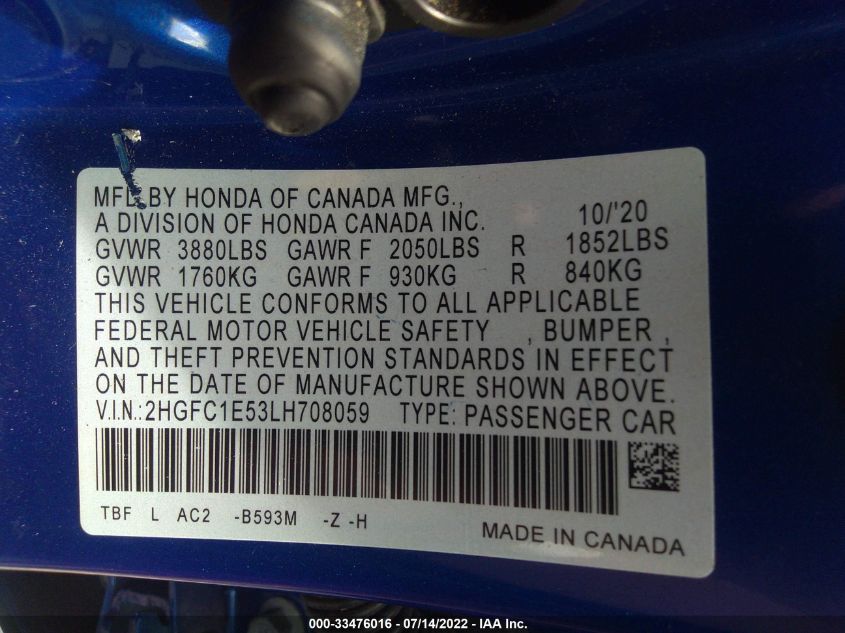 MFD.BY HONDA OF CANADA MFG.,
A DIVISION OF HONDA CANADA INC. 10/'20
GVWR 3880LBS GAWR F 2050LBS R 1852LBS
GVWR 1760KG GAWR F 930KG R 840KG
THIS VEHICLE CONFORMS TO ALL APPLICABLE
FEDERAL MOTOR VEHICLE SAFETY , BUMPER ,
AND THEFT PREVENTION STANDARDS IN EFFECT
ON THE DATE OF MANUFACTURE SHOWN ABOVE.
V.I.N.:2HGFC1E53LH708059 TYPE: PASSENGER CAR
TBF L AC2 -B593M -Z -H MADE IN CANADA
000-33476016 - 07/14/2022 - IAA Inc.